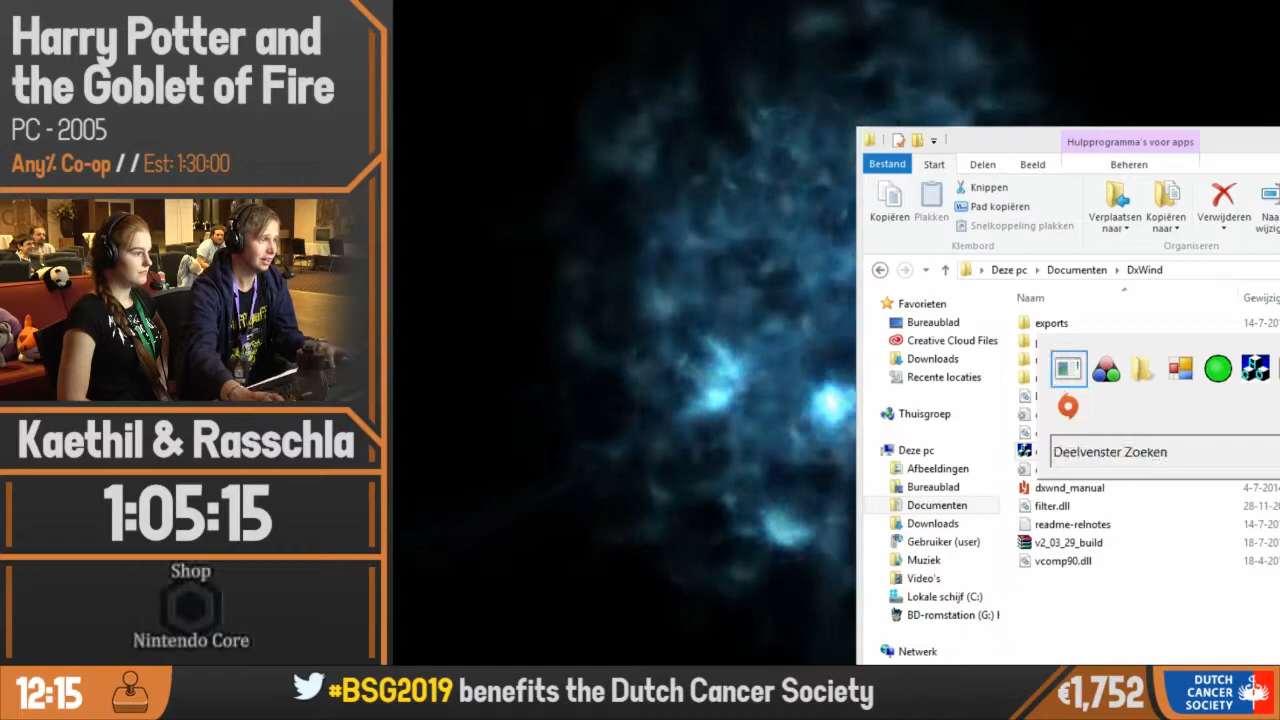 Harry Potter and
the Goblet of Fire
PC - 2005
Any% Co-op // Est: 1:30:00
Kaethil & Rasschla
1:05:15
Shop
Nintendo Core
12:15
#BSG2019 benefits the Dutch Cancer Society
€1,752
DUTCH
CANCER
SOCIETY
Hulpprogramma's voor apps
Bestand Start Delen Beeld Beheren
Knippen
Pad kopiëren
Snelkoppeling plakken
Kopiëren Plakken
Verplaatsen naar
Kopiëren naar
Verwijderen
Klembord
Organiseren
Deze pc Documenten DxWind
Naam
Favorieten
Bureaublad
Creative Cloud Files
Downloads
Recente locaties
Thuisgroep
Deze pc
Afbeeldingen
Bureaublad
Documenten
Downloads
Gebruiker (user)
Muziek
Video's
Lokale schijf (C:)
BD-romstation (G:)
Netwerk
exports 14-7-2
Deelvenster Zoeken
dxwnd_manual 4-7-201
filter.dll 28-11-2
readme-relnotes 14-7-2
v2_03_29_build 18-7-2
vcomp90.dll 18-4-2